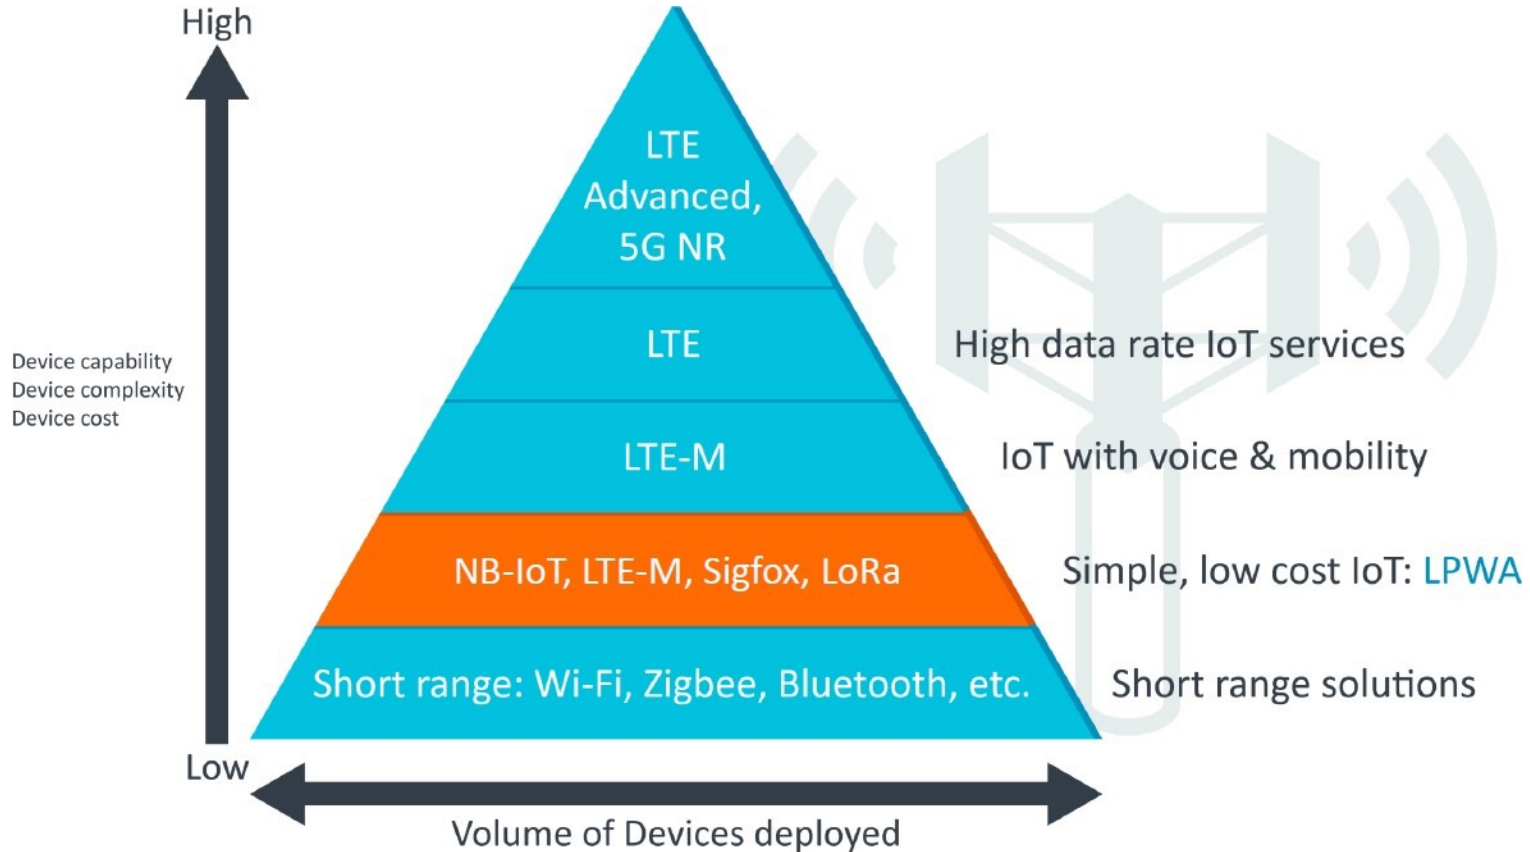 High
LTE
Advanced,
5G NR
LTE
High data rate IoT services
Device capability
Device complexity
Device cost
LTE-M
IoT with voice & mobility
NB-IoT, LTE-M, Sigfox, LoRa
Simple, low cost IoT: LPWA
Short range: Wi-Fi, Zigbee, Bluetooth, etc.
Short range solutions
Low
Volume of Devices deployed